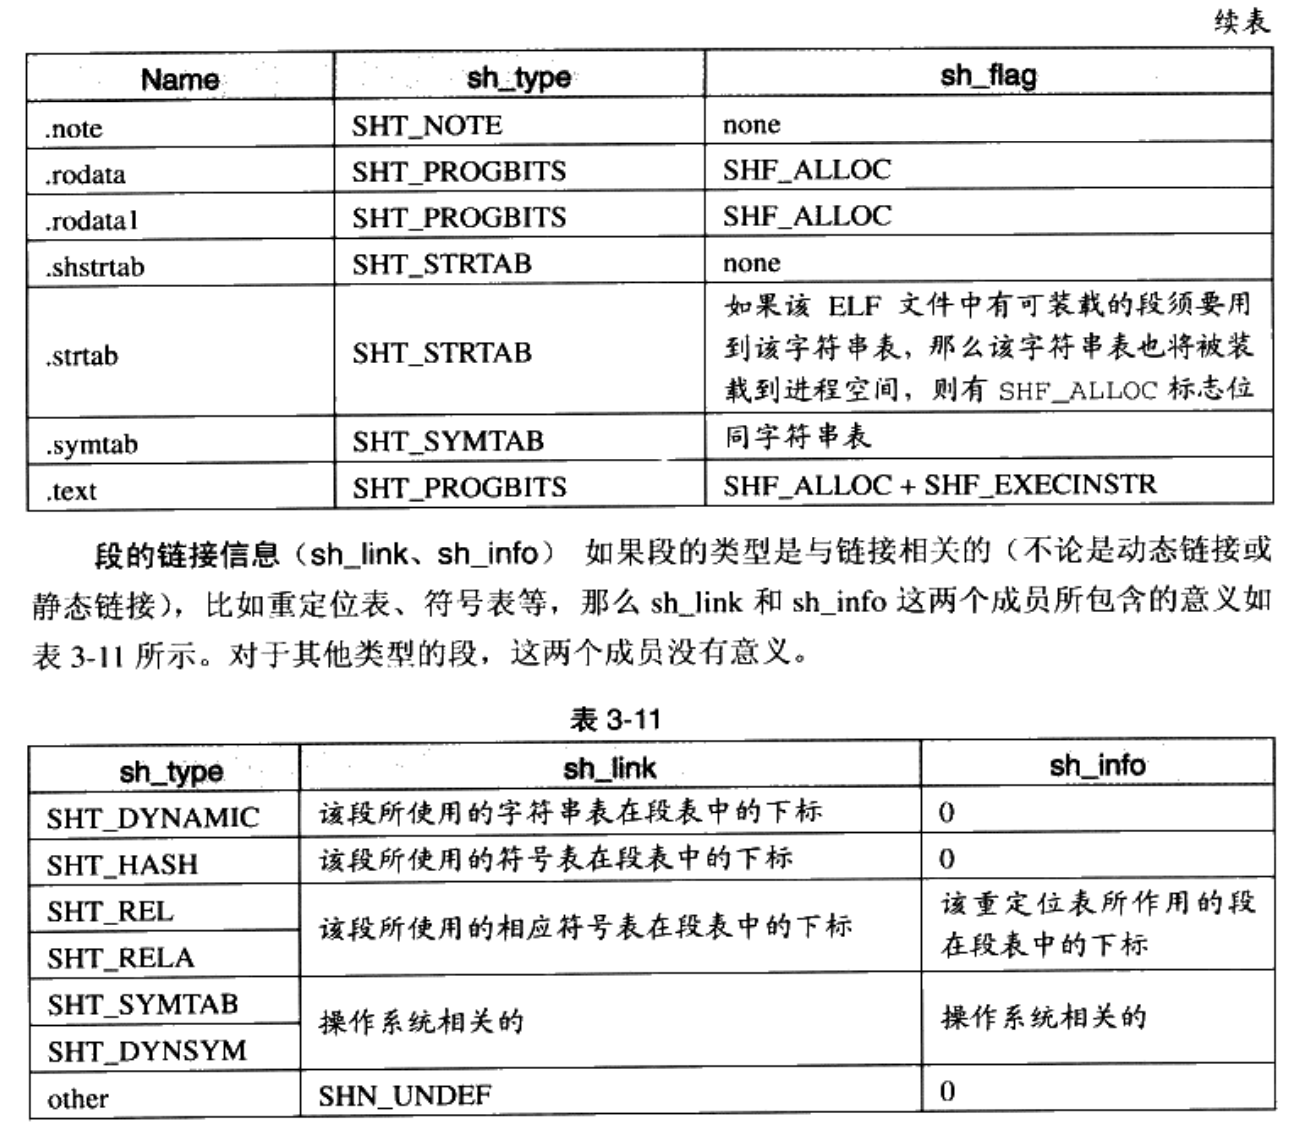 续表
Name sh_type sh_flag
.note SHT_NOTE none
.rodata SHT_PROGBITS SHF_ALLOC
.rodata1 SHT_PROGBITS SHF_ALLOC
.shstrtab SHT_STRTAB none
.strtab SHT_STRTAB 如果该 ELF 文件中有可装载的段须要用
到该字符串表，那么该字符串表也将被装
载到进程空间，则有 SHF_ALLOC 标志位
.symtab SHT_SYMTAB 同字符串表
.text SHT_PROGBITS SHF_ALLOC + SHF_EXECINSTR
段的链接信息（sh_link、sh_info） 如果段的类型是与链接相关的（不论是动态链接或
静态链接），比如重定位表、符号表等，那么 sh_link 和 sh_info 这两个成员所包含的意义如
表 3-11 所示。对于其他类型的段，这两个成员没有意义。
表 3-11
sh_type sh_link sh_info
SHT_DYNAMIC 该段所使用的字符串表在段表中的下标 0
SHT_HASH 该段所使用的符号表在段表中的下标 0
SHT_REL
SHT_RELA
该段所使用的相应符号表在段表中的下标
该重定位表所作用的段
在段表中的下标
SHT_SYMTAB
SHT_DYNSYM
操作系统相关的
操作系统相关的
other SHN_UNDEF 0